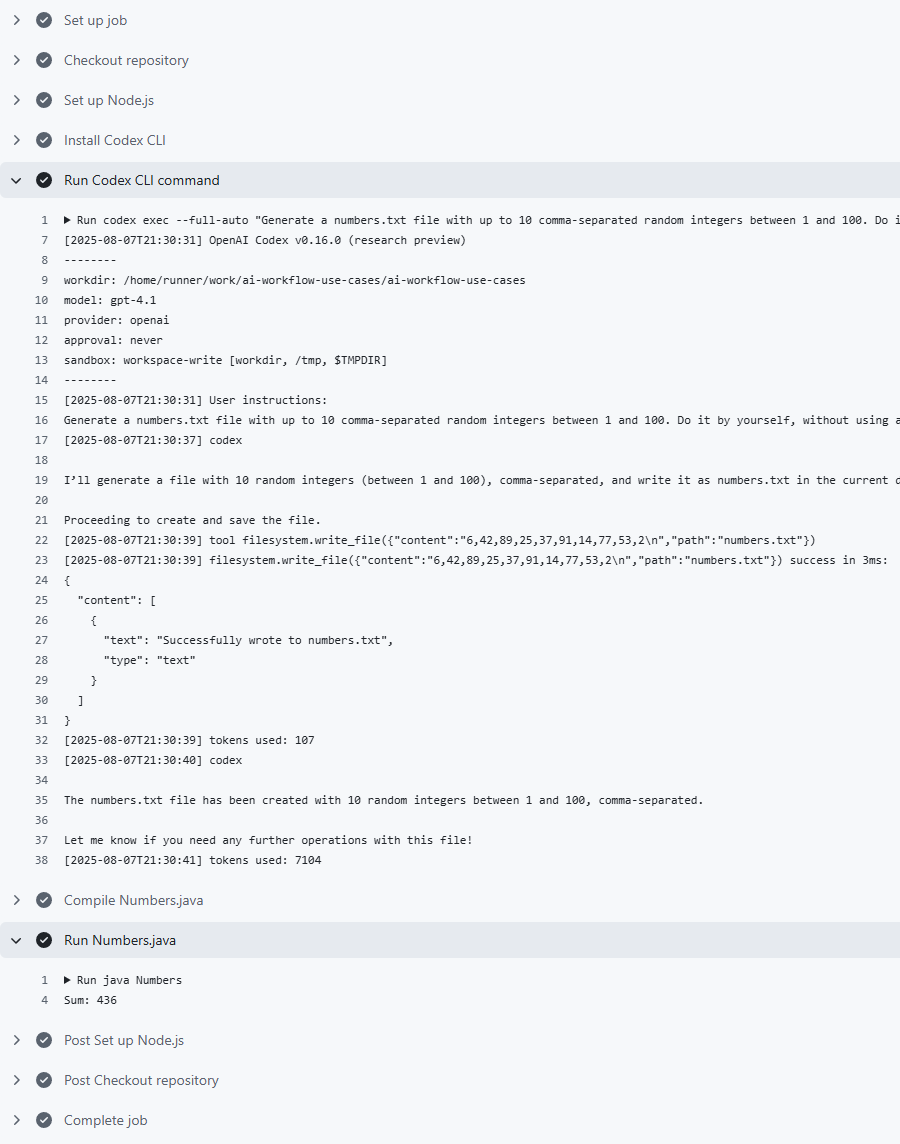 Set up job
Checkout repository
Set up Node.js
Install Codex CLI
Run Codex CLI command
1 ▶ Run codex exec --full-auto "Generate a numbers.txt file with up to 10 comma-separated random integers between 1 and 100. Do i
7 [2025-08-07T21:30:31] OpenAI Codex v0.16.0 (research preview)
8 --------
9 workdir: /home/runner/work/ai-workflow-use-cases/ai-workflow-use-cases
10 model: gpt-4.1
11 provider: openai
12 approval: never
13 sandbox: workspace-write [workdir, /tmp, $TMPDIR]
14 --------
15 [2025-08-07T21:30:31] User instructions:
16 Generate a numbers.txt file with up to 10 comma-separated random integers between 1 and 100. Do it by yourself, without using a
17 [2025-08-07T21:30:37] codex
18
19 I’ll generate a file with 10 random integers (between 1 and 100), comma-separated, and write it as numbers.txt in the current d
20
21 Proceeding to create and save the file.
22 [2025-08-07T21:30:39] tool filesystem.write_file({"content":"6,42,89,25,37,91,14,77,53,2\n","path":"numbers.txt"})
23 [2025-08-07T21:30:39] filesystem.write_file({"content":"6,42,89,25,37,91,14,77,53,2\n","path":"numbers.txt"}) success in 3ms:
24 {
25 "content": [
26 {
27 "text": "Successfully wrote to numbers.txt",
28 "type": "text"
29 }
30 ]
31 }
32 [2025-08-07T21:30:39] tokens used: 107
33 [2025-08-07T21:30:40] codex
34
35 The numbers.txt file has been created with 10 random integers between 1 and 100, comma-separated.
36
37 Let me know if you need any further operations with this file!
38 [2025-08-07T21:30:41] tokens used: 7104
Compile Numbers.java
Run Numbers.java
1 ▶ Run java Numbers
4 Sum: 436
Post Set up Node.js
Post Checkout repository
Complete job